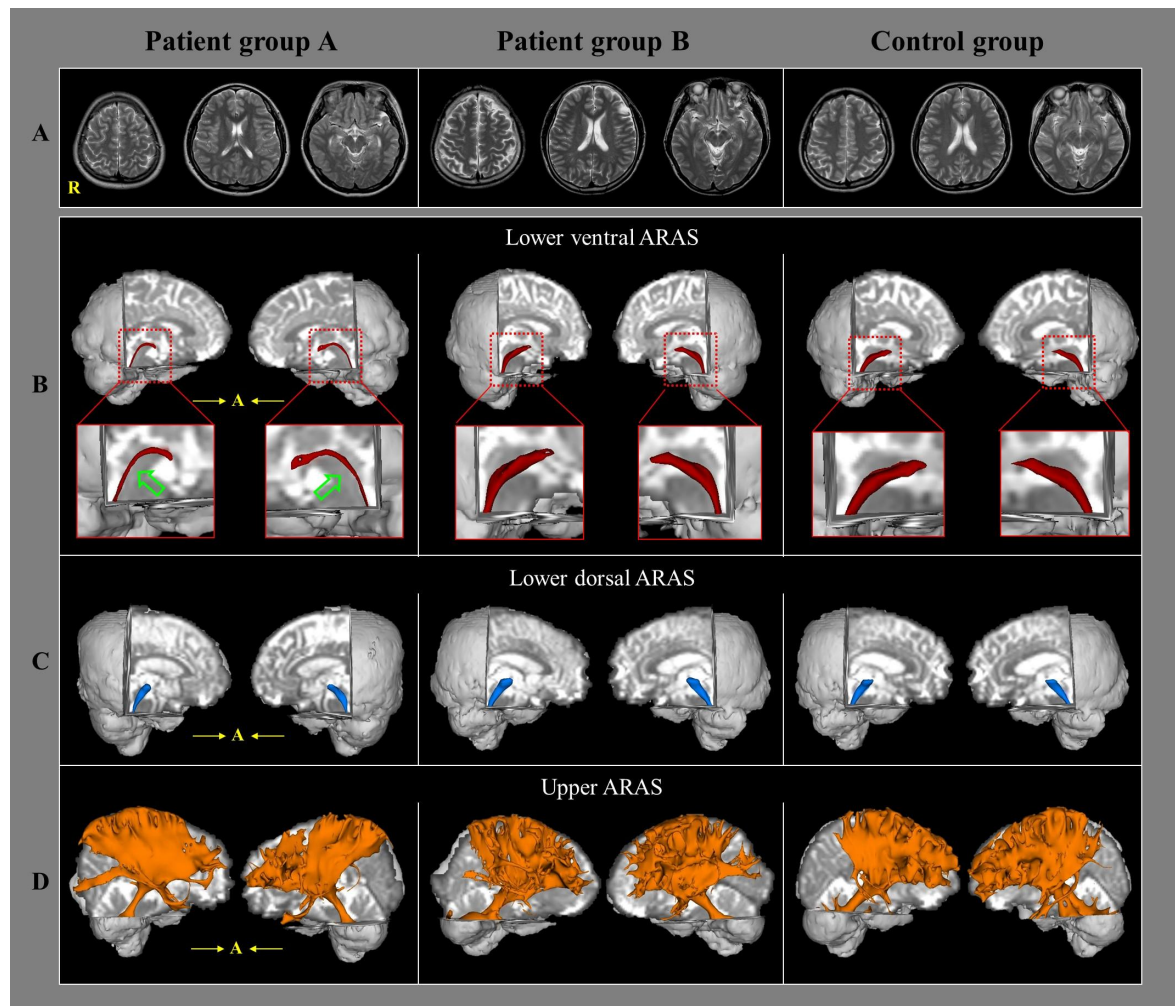 Patient group A
Patient group B
Control group
A
R
Lower ventral ARAS
B
A
Lower dorsal ARAS
C
A
Upper ARAS
D
A